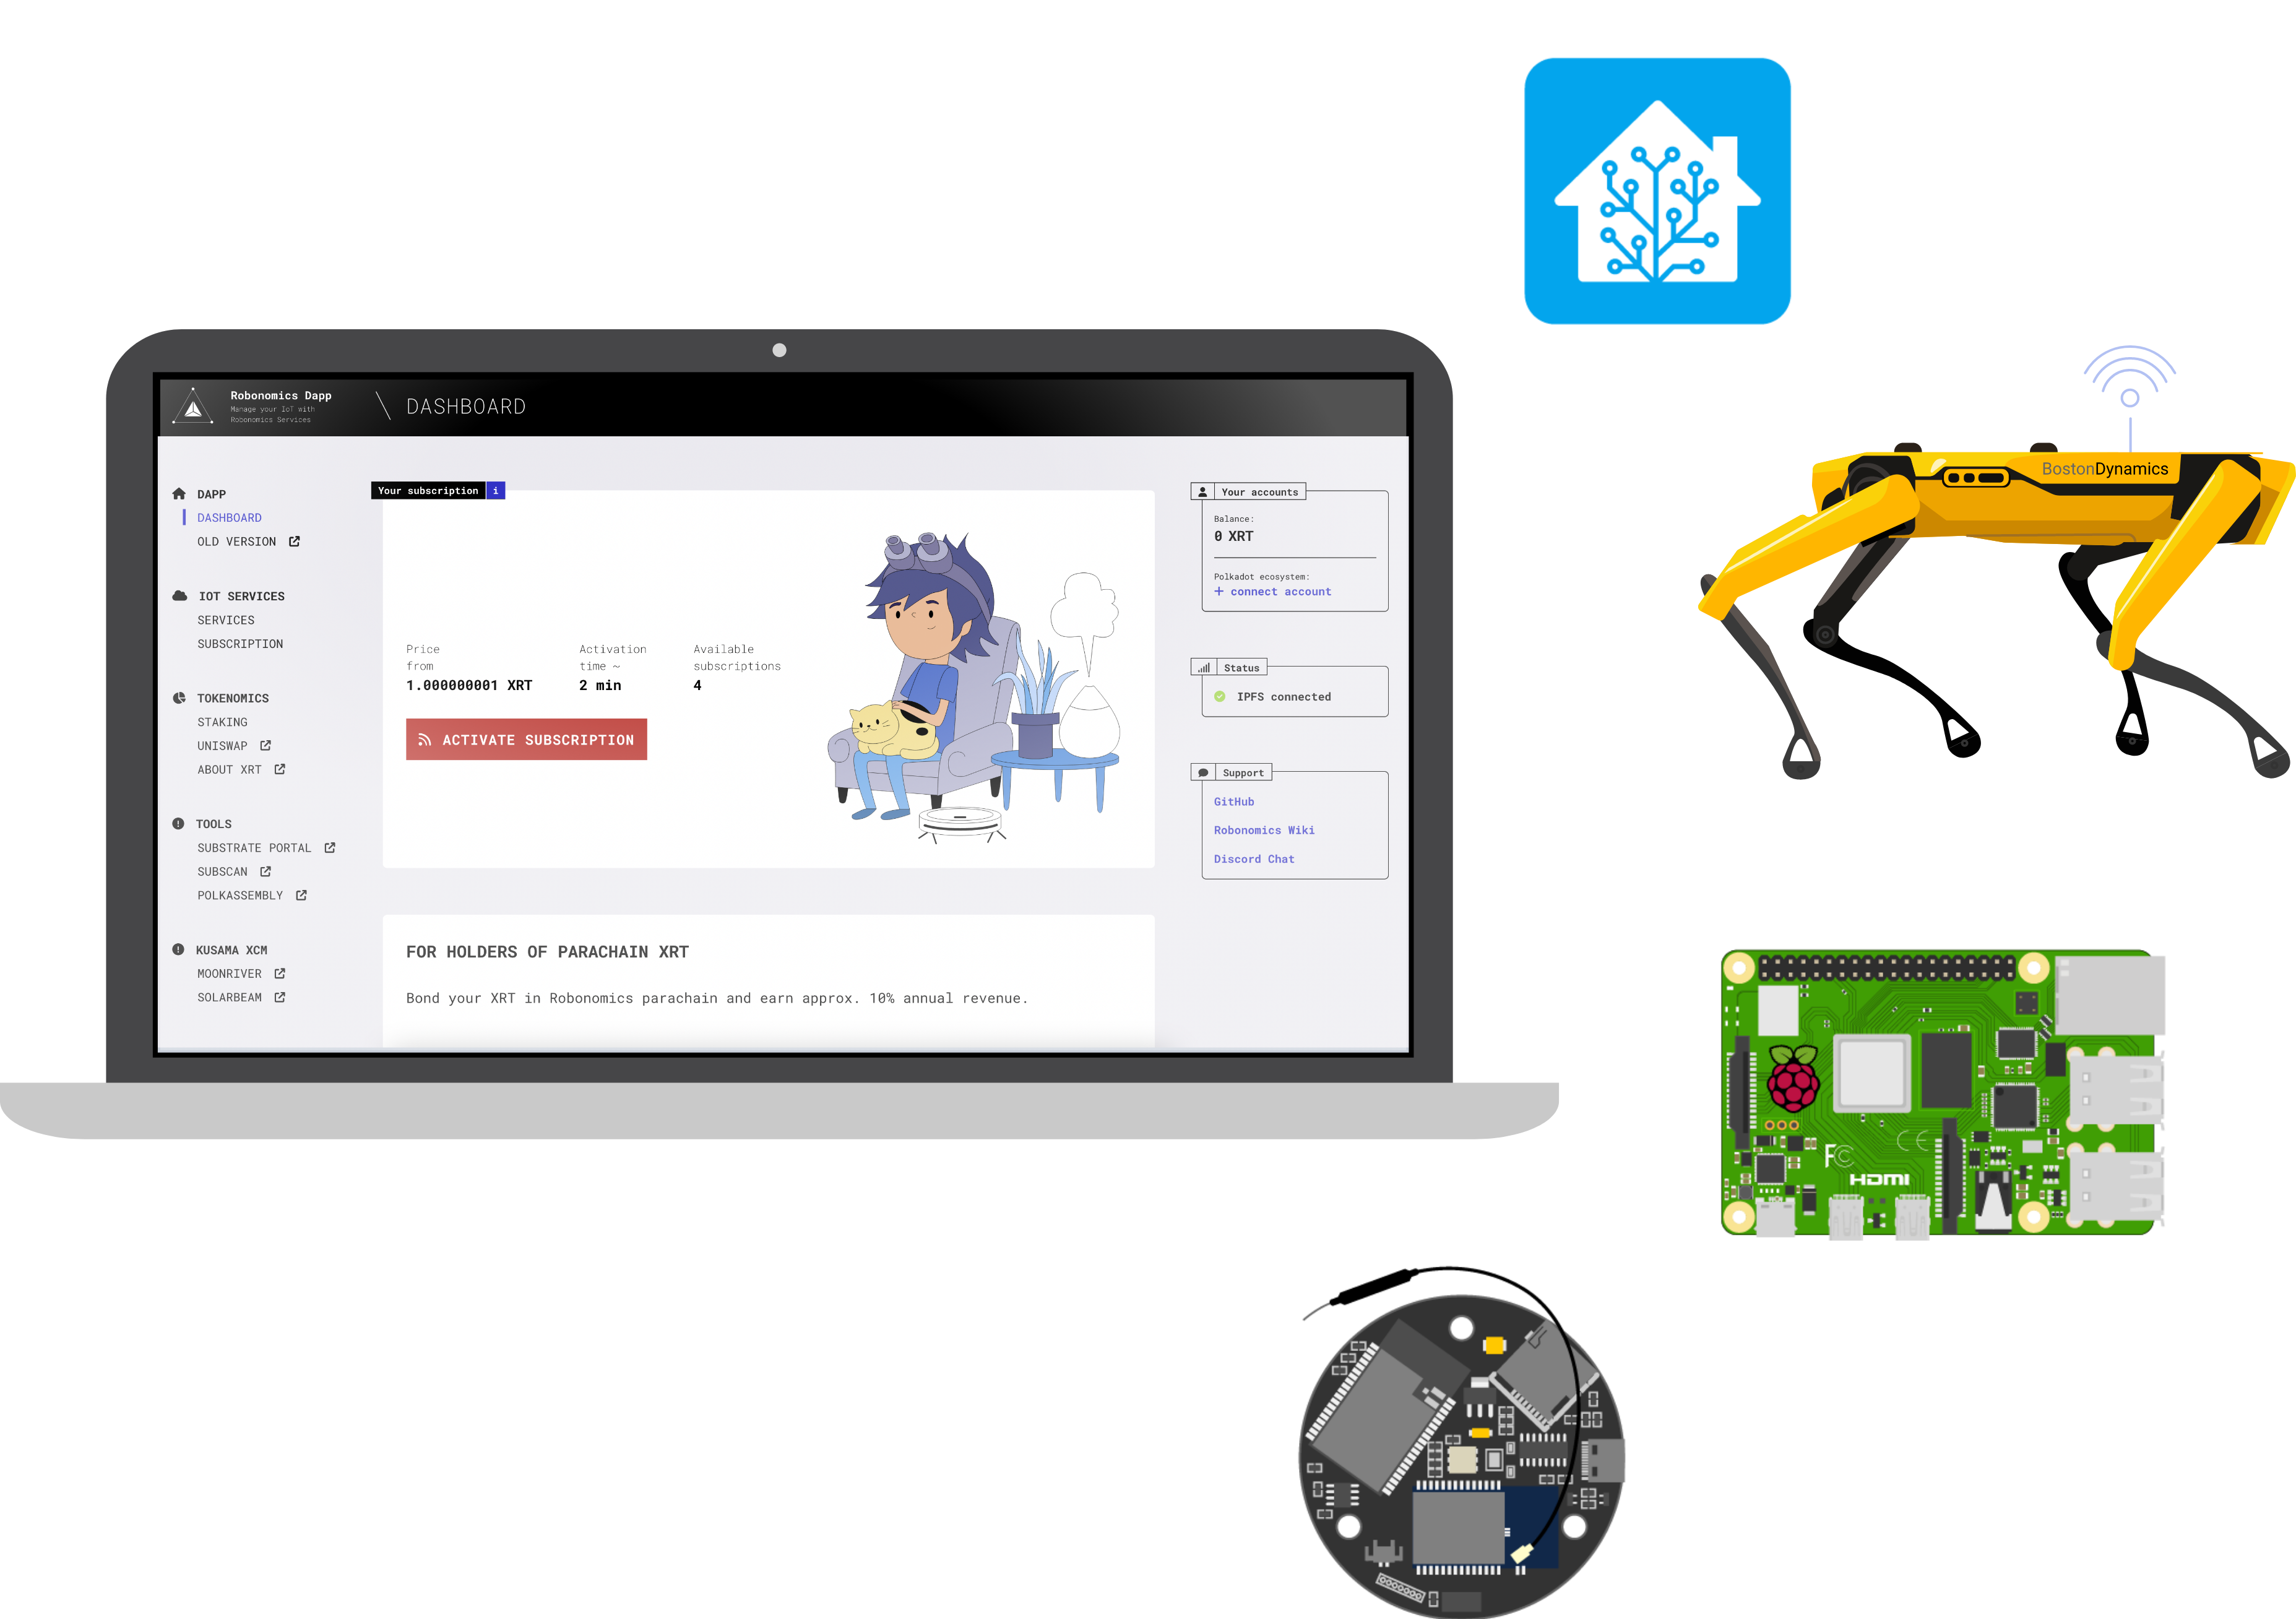 Robonomics Dapp
Manage your IoT with
Robonomics Services
DASHBOARD
DAPP
DASHBOARD
OLD VERSION
IOT SERVICES
SERVICES
SUBSCRIPTION
TOKENOMICS
STAKING
UNISWAP
ABOUT XRT
TOOLS
SUBSTRATE PORTAL
SUBSCAN
POLKASSEMBLY
KUSAMA XCM
MOONRIVER
SOLARBEAM
Your subscription i
Price
from
1.000000001 XRT
Activation
time ~
2 min
Available
subscriptions
4
ACTIVATE SUBSCRIPTION
FOR HOLDERS OF PARACHAIN XRT
Bond your XRT in Robonomics parachain and earn approx. 10% annual revenue.
Your accounts
Balance:
0 XRT
Polkadot ecosystem:
+ connect account
Status
IPFS connected
Support
GitHub
Robonomics Wiki
Discord Chat
BostonDynamics
FC
CE
HDMI